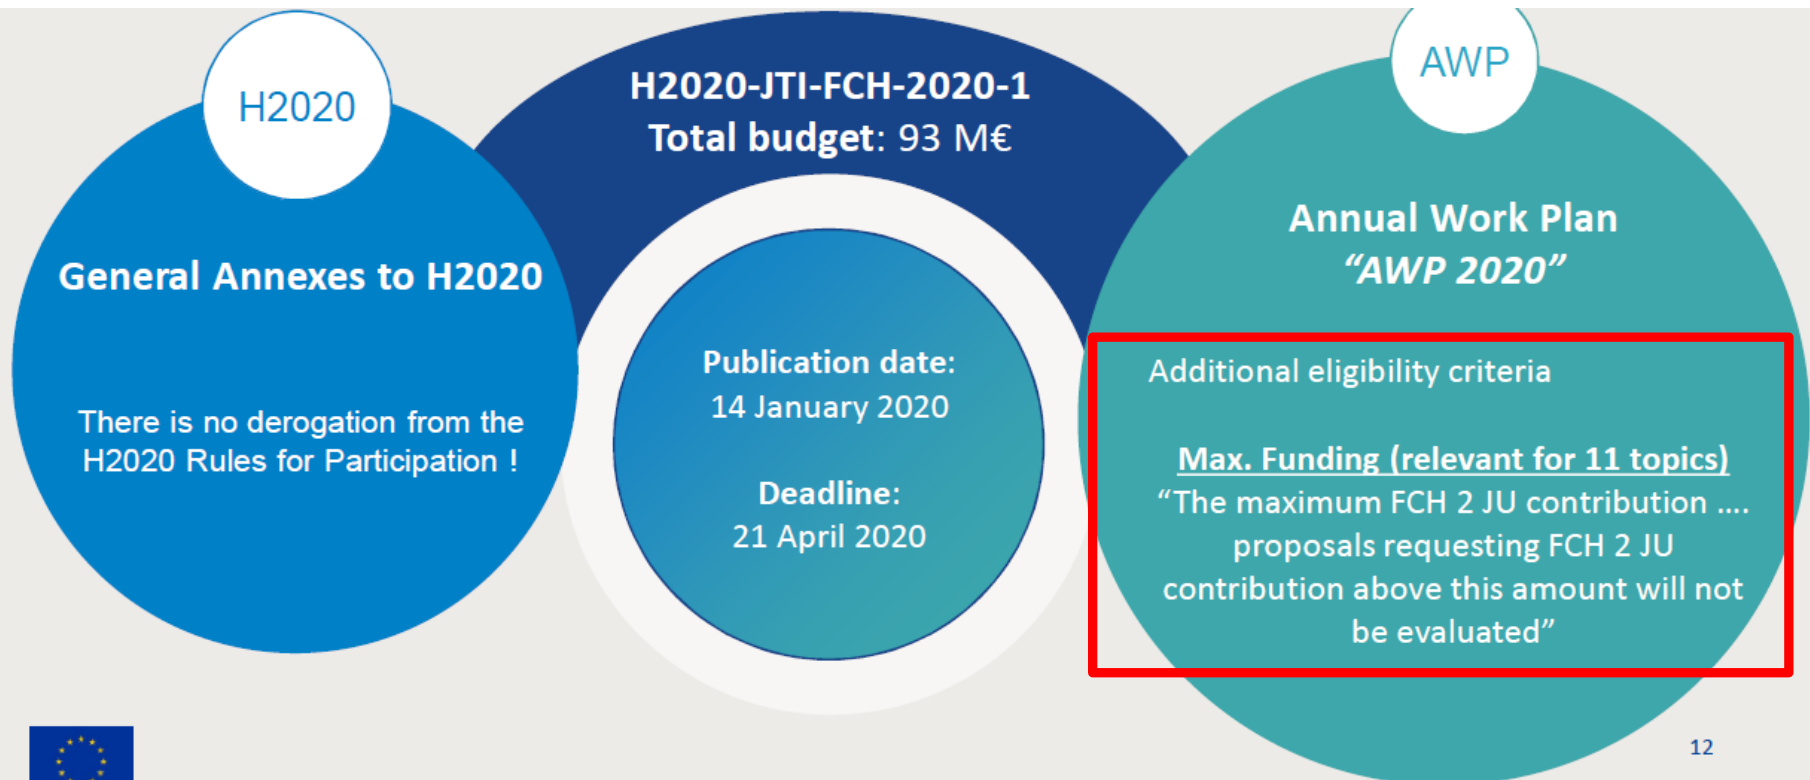 H2020
General Annexes to H2020
There is no derogation from the
H2020 Rules for Participation !
H2020-JTI-FCH-2020-1
Total budget: 93 M€
Publication date:
14 January 2020
Deadline:
21 April 2020
AWP
Annual Work Plan
“AWP 2020”
Additional eligibility criteria
Max. Funding (relevant for 11 topics)
“The maximum FCH 2 JU contribution ....
proposals requesting FCH 2 JU
contribution above this amount will not
be evaluated”
12